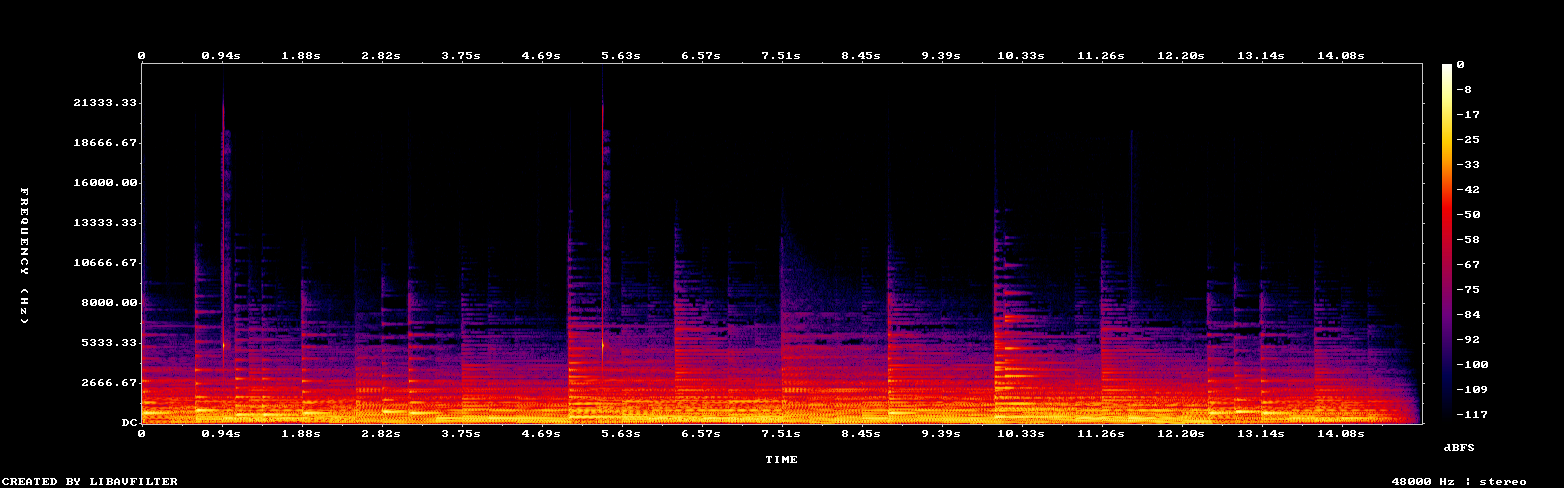 0 0.94s 1.88s 2.82s 3.75s 4.69s 5.63s 6.57s 7.51s 8.45s 9.39s 10.33s 11.26s 12.20s 13.14s 14.08s
21333.33
18666.67
16000.00
13333.33
10666.67
8000.00
5333.33
2666.67
DC
FREQUENCY (Hz)
0
-8
-17
-25
-33
-42
-50
-58
-67
-75
-84
-92
-100
-109
-117
dBFS
0 0.94s 1.88s 2.82s 3.75s 4.69s 5.63s 6.57s 7.51s 8.45s 9.39s 10.33s 11.26s 12.20s 13.14s 14.08s
TIME
CREATED BY LIBAVFILTER
48000 Hz | stereo